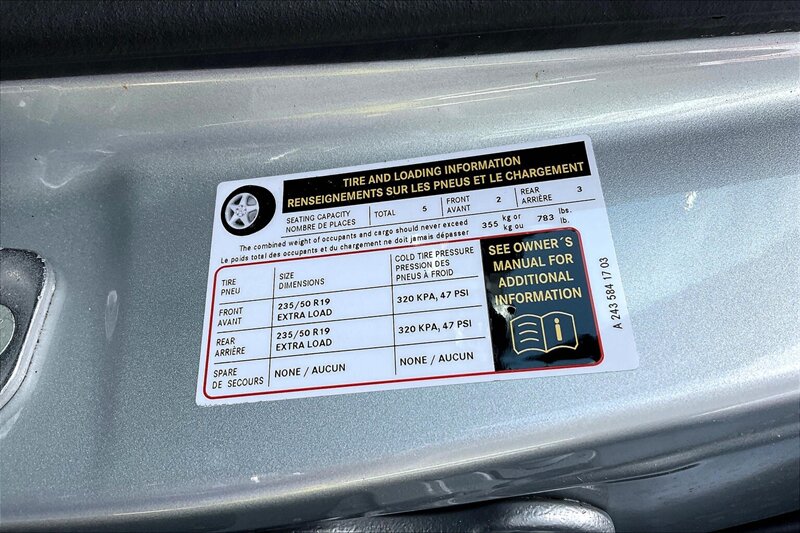 TIRE AND LOADING INFORMATION
RENSEIGNEMENTS SUR LES PNEUS ET LE CHARGEMENT
SEATING CAPACITY
NOMBRE DE PLACES
TOTAL 5
FRONT
AVANT
2
REAR
ARRIÈRE
3
The combined weight of occupants and cargo should never exceed
Le poids total des occupants et du chargement ne doit jamais dépasser
355 kg or
kg ou
783 lbs.
lb.
TIRE
PNEU
SIZE
DIMENSIONS
COLD TIRE PRESSURE
PRESSION DES
PNEUS À FROID
FRONT
AVANT
235/50 R19
EXTRA LOAD
320 KPA, 47 PSI
REAR
ARRIÈRE
235/50 R19
EXTRA LOAD
320 KPA, 47 PSI
SPARE
DE SECOURS
NONE / AUCUN
NONE / AUCUN
SEE OWNER´S
MANUAL FOR
ADDITIONAL
INFORMATION
i
A 243 584 17 03